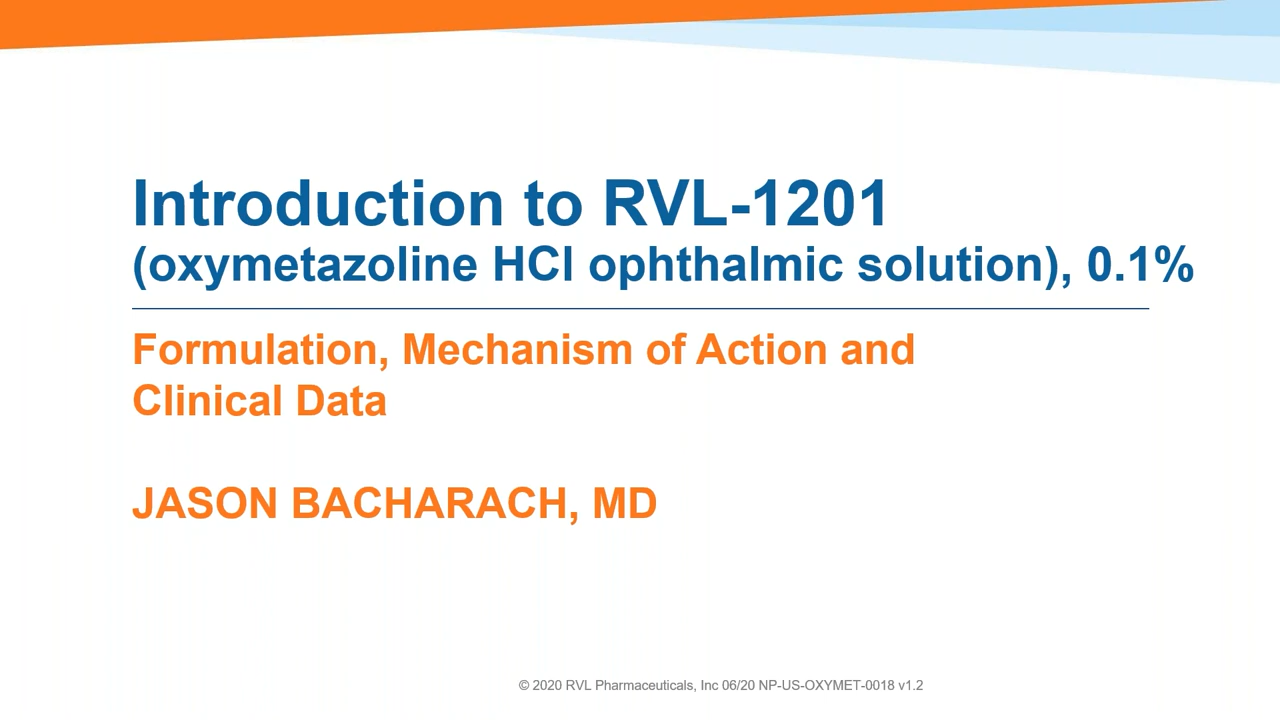 Introduction to RVL-1201
(oxymetazoline HCl ophthalmic solution), 0.1%
Formulation, Mechanism of Action and
Clinical Data
JASON BACHARACH, MD
© 2020 RVL Pharmaceuticals, Inc 06/20 NP-US-OXYMET-0018 v1.2